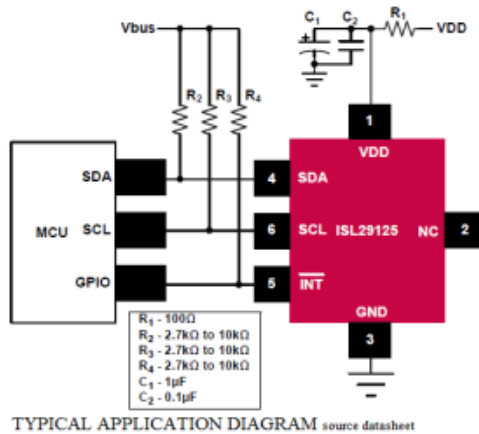 C1 C2 R1
Vbus VDD
R2 R3 R4
1
VDD
SDA 4 SDA
MCU SCL 6 SCL ISL29125 NC 2
GPIO 5 INT
GND
3
R1 - 100Ω
R2 - 2.7kΩ to 10kΩ
R3 - 2.7kΩ to 10kΩ
R4 - 2.7kΩ to 10kΩ
C1 - 1µF
C2 - 0.1µF
TYPICAL APPLICATION DIAGRAM source datasheet